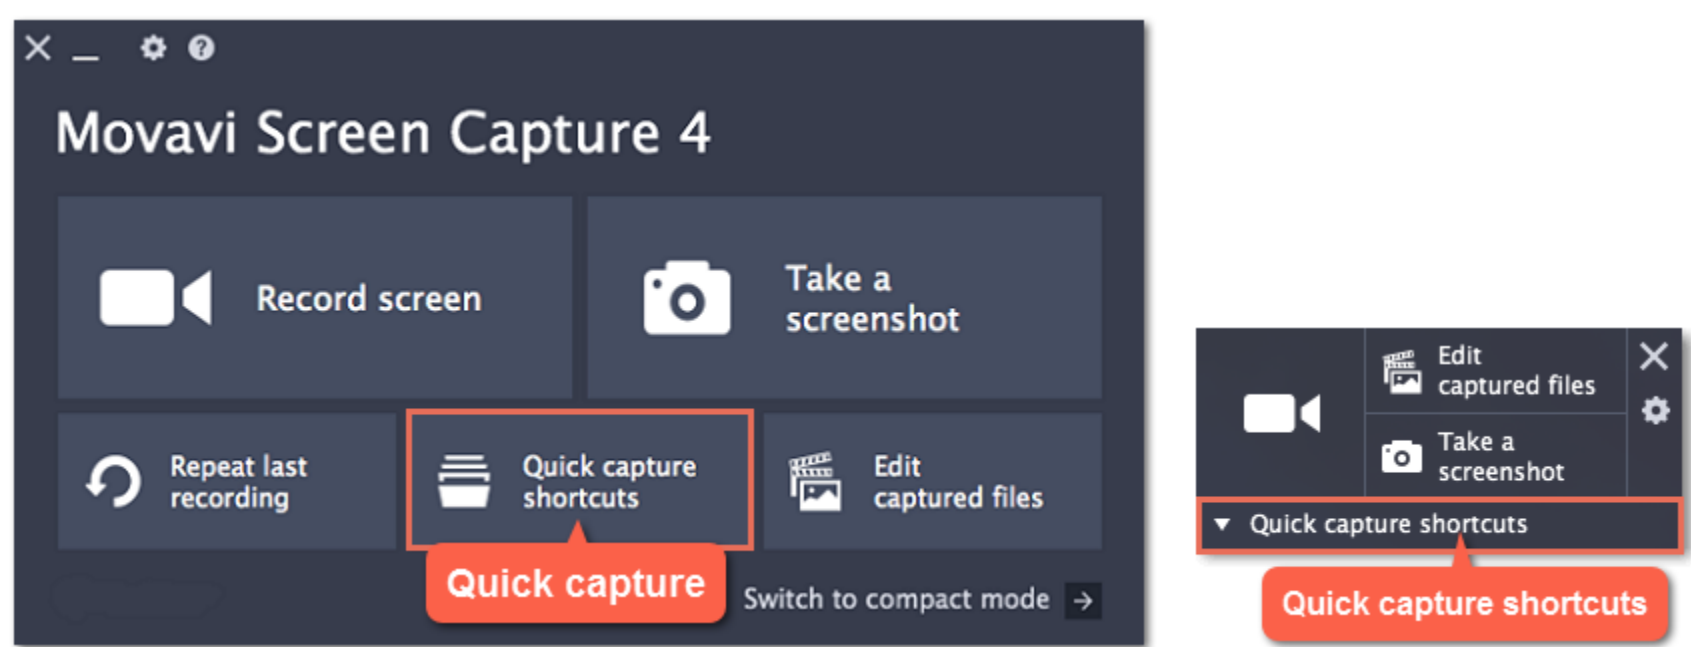 Movavi Screen Capture 4
Record screen
Take a
screenshot
Repeat last
recording
Quick capture
shortcuts
Edit
captured files
Quick capture
Switch to compact mode
Edit
captured files
Take a
screenshot
Quick capture shortcuts
Quick capture shortcuts